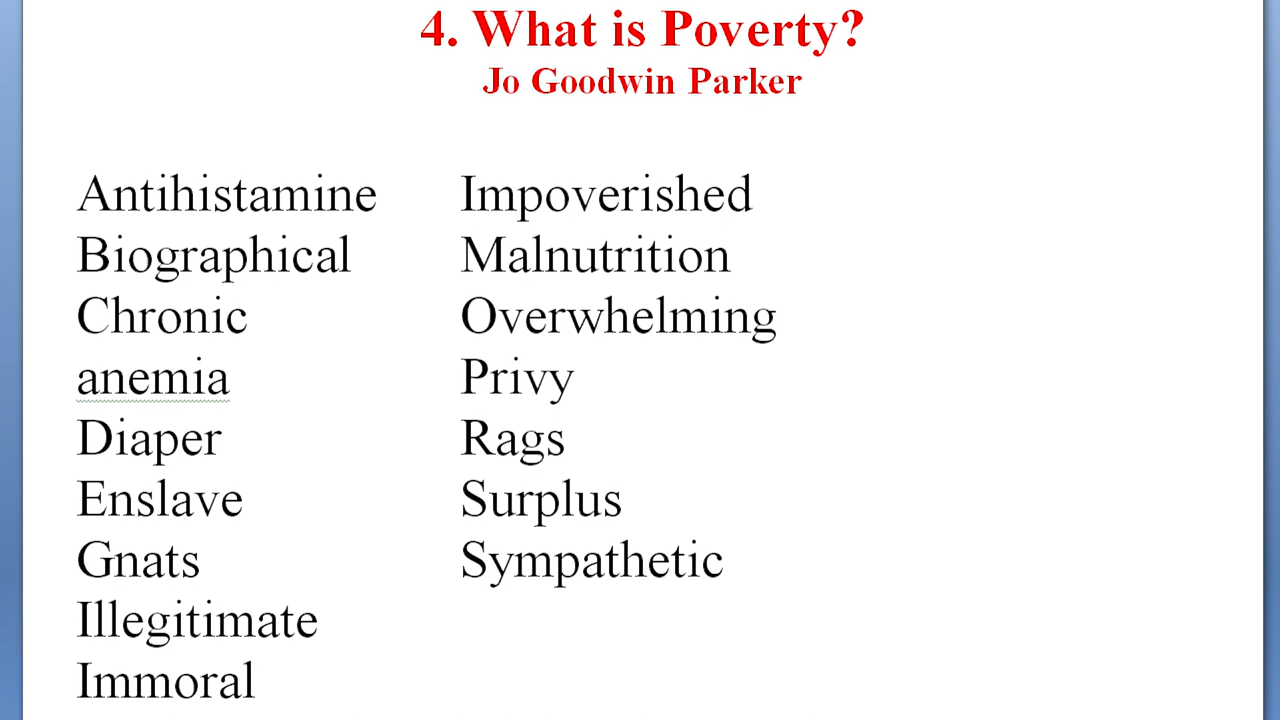 4. What is Poverty?
Jo Goodwin Parker
Antihistamine
Biographical
Chronic
anemia
Diaper
Enslave
Gnats
Illegitimate
Immoral
Impoverished
Malnutrition
Overwhelming
Privy
Rags
Surplus
Sympathetic